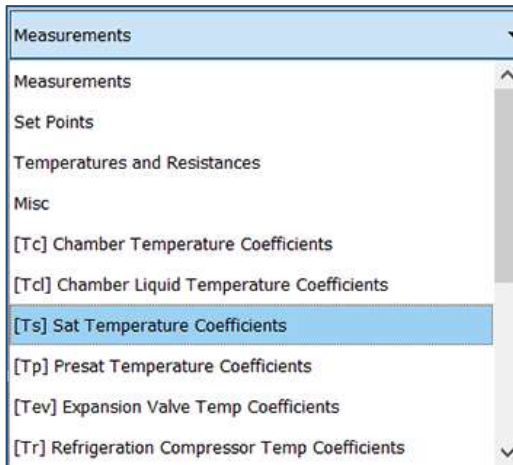 Measurements
Measurements
Set Points
Temperatures and Resistances
Misc
[Tc] Chamber Temperature Coefficients
[Tcl] Chamber Liquid Temperature Coefficients
[Ts] Sat Temperature Coefficients
[Tp] Presat Temperature Coefficients
[Tev] Expansion Valve Temp Coefficients
[Tr] Refrigeration Compressor Temp Coefficients